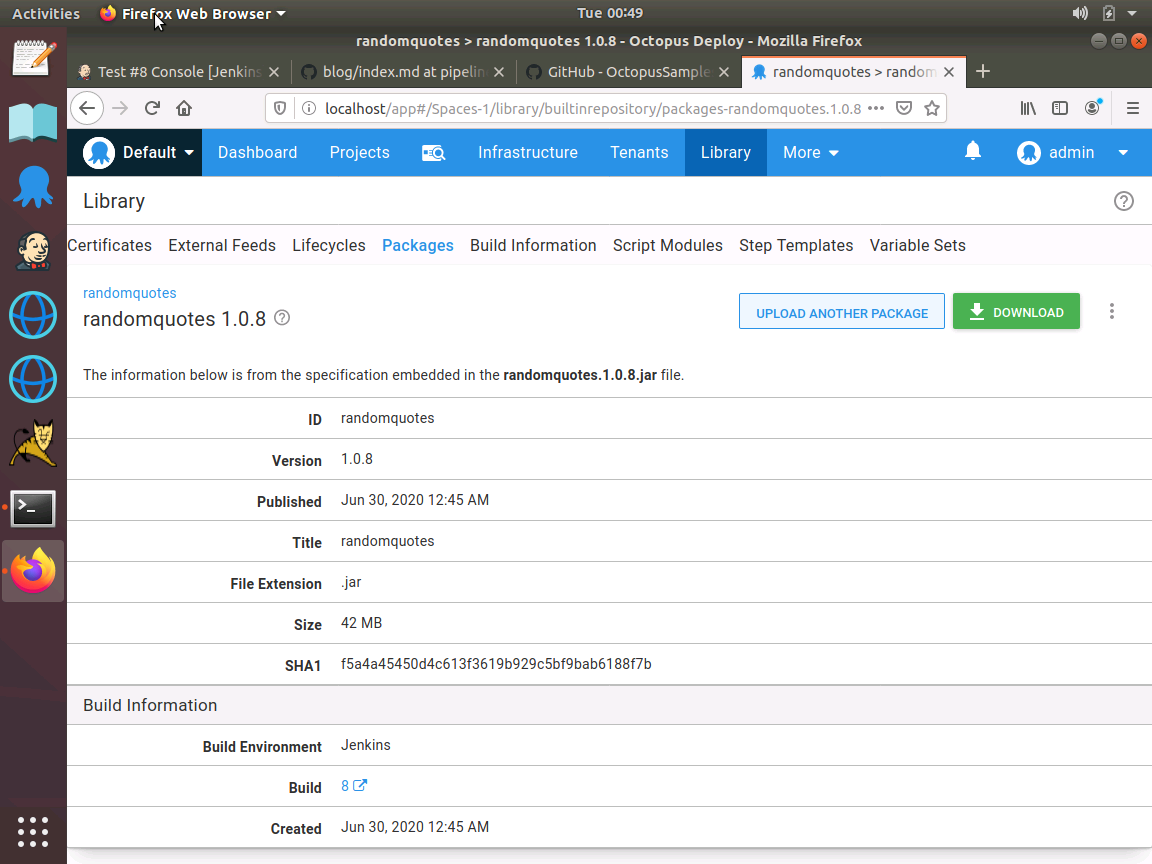 Activities Firefox Web Browser Tue 00:49
randomquotes > randomquotes 1.0.8 - Octopus Deploy - Mozilla Firefox
Test #8 Console [Jenkins blog/index.md at pipelin GitHub - OctopusSample randomquotes > random
localhost/app#/Spaces-1/library/builtinrepository/packages-randomquotes.1.0.8
Default Dashboard Projects Infrastructure Tenants Library More admin
Library
Certificates External Feeds Lifecycles Packages Build Information Script Modules Step Templates Variable Sets
randomquotes
randomquotes 1.0.8
UPLOAD ANOTHER PACKAGE DOWNLOAD
The information below is from the specification embedded in the randomquotes.1.0.8.jar file.
ID randomquotes
Version 1.0.8
Published Jun 30, 2020 12:45 AM
Title randomquotes
File Extension .jar
Size 42 MB
SHA1 f5a4a45450d4c613f3619b929c5bf9bab6188f7b
Build Information
Build Environment Jenkins
Build 8
Created Jun 30, 2020 12:45 AM